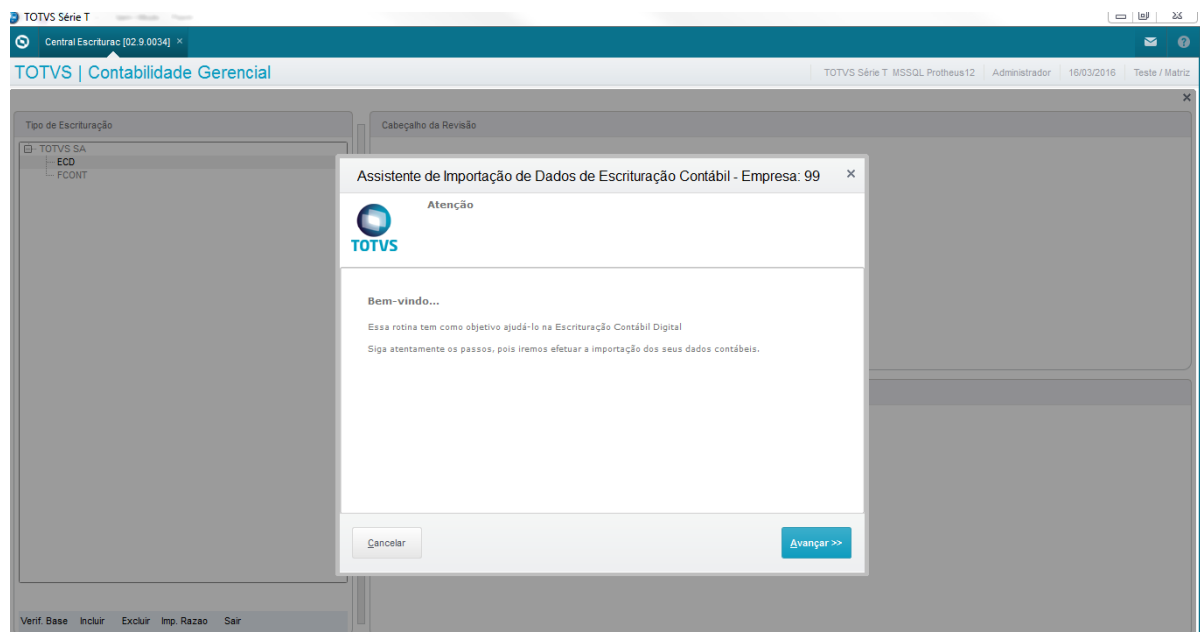 TOTVS Série T
Central Escriturac [02.9.0034] ×
TOTVS | Contabilidade Gerencial
TOTVS Série T MSSQL Protheus12 Administrador 16/03/2016 Teste / Matriz
Tipo de Escrituração
Cabeçalho da Revisão
TOTVS SA
ECD
FCONT
Assistente de Importação de Dados de Escrituração Contábil - Empresa: 99
Atenção
TOTVS
Bem-vindo...
Essa rotina tem como objetivo ajudá-lo na Escrituração Contábil Digital
Siga atentamente os passos, pois iremos efetuar a importação dos seus dados contábeis.
Cancelar
Avançar >>
Verif. Base Incluir Excluir Imp. Razao Sair